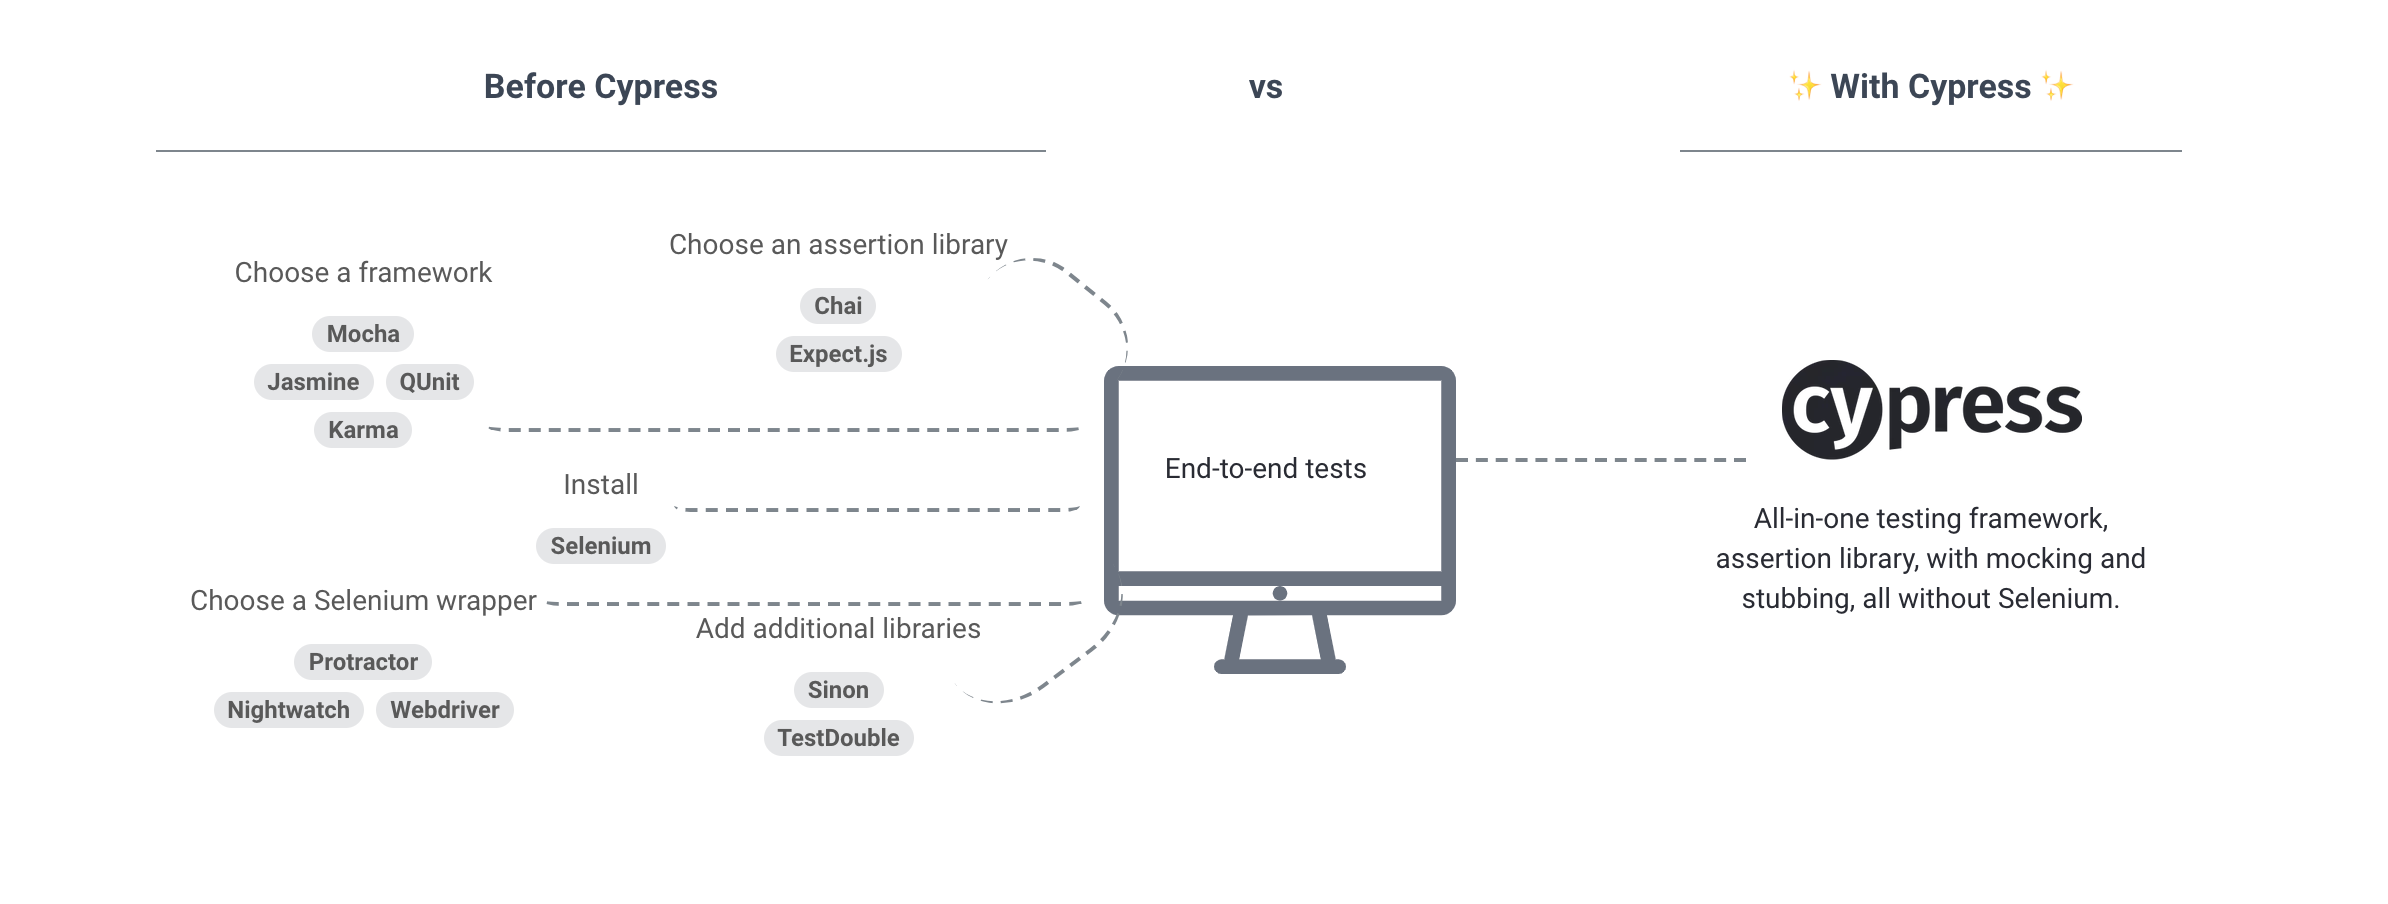 Before Cypress
vs
✨ With Cypress ✨
Choose a framework
Mocha
Jasmine QUnit
Karma
Choose an assertion library
Chai
Expect.js
Install
Selenium
Choose a Selenium wrapper
Protractor
Nightwatch Webdriver
Add additional libraries
Sinon
TestDouble
End-to-end tests
cypress
All-in-one testing framework,
assertion library, with mocking and
stubbing, all without Selenium.